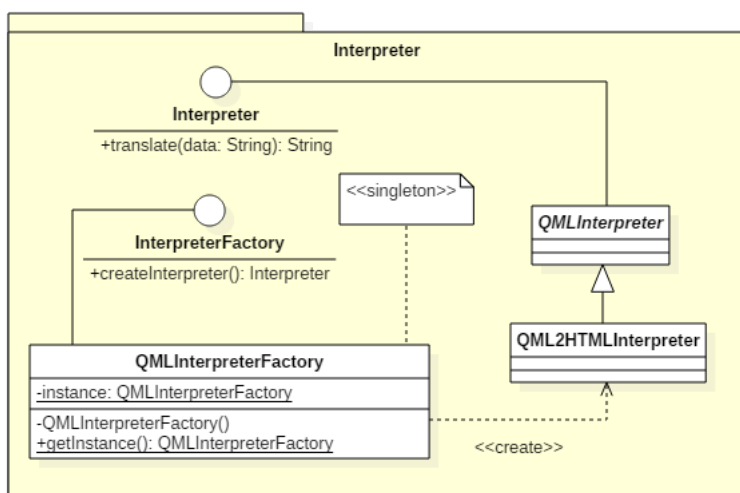 Interpreter
Interpreter
+translate(data: String): String
<<singleton>>
QMLInterpreter
InterpreterFactory
+createInterpreter(): Interpreter
QML2HTMLInterpreter
QMLInterpreterFactory
-instance: QMLInterpreterFactory
-QMLInterpreterFactory()
+getInstance(): QMLInterpreterFactory
<<create>>